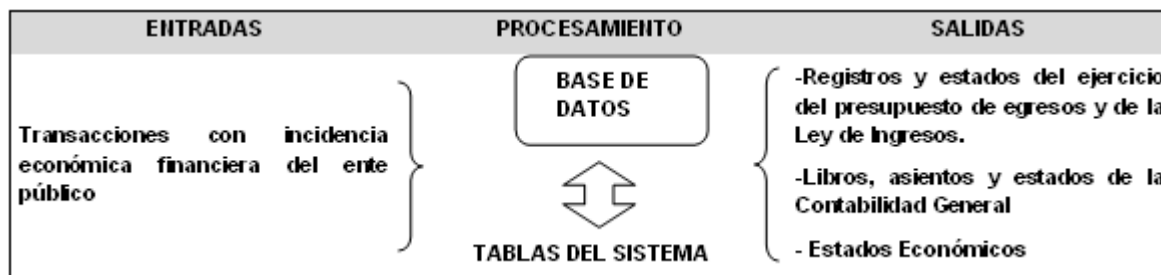 ENTRADAS PROCESAMIENTO SALIDAS
Transacciones con incidencia
económica financiera del ente
público
BASE DE
DATOS
TABLAS DEL SISTEMA
-Registros y estados del ejercicio
del presupuesto de egresos y de la
Ley de Ingresos.
-Libros, asientos y estados de la
Contabilidad General
- Estados Económicos